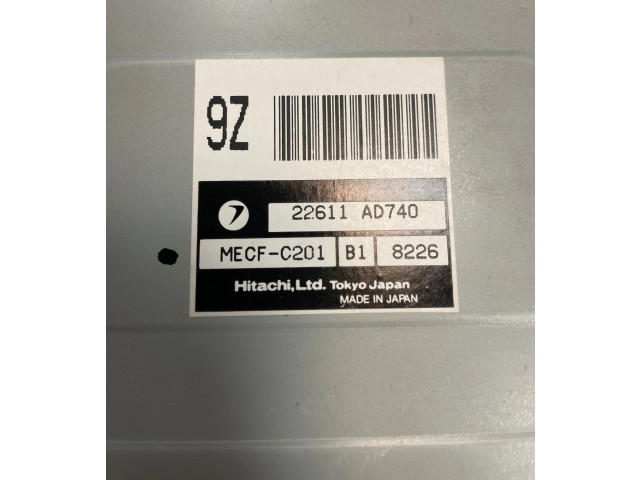 9Z
22611 AD740
MECF-C201 B1 8226
Hitachi,Ltd. Tokyo Japan
MADE IN JAPAN